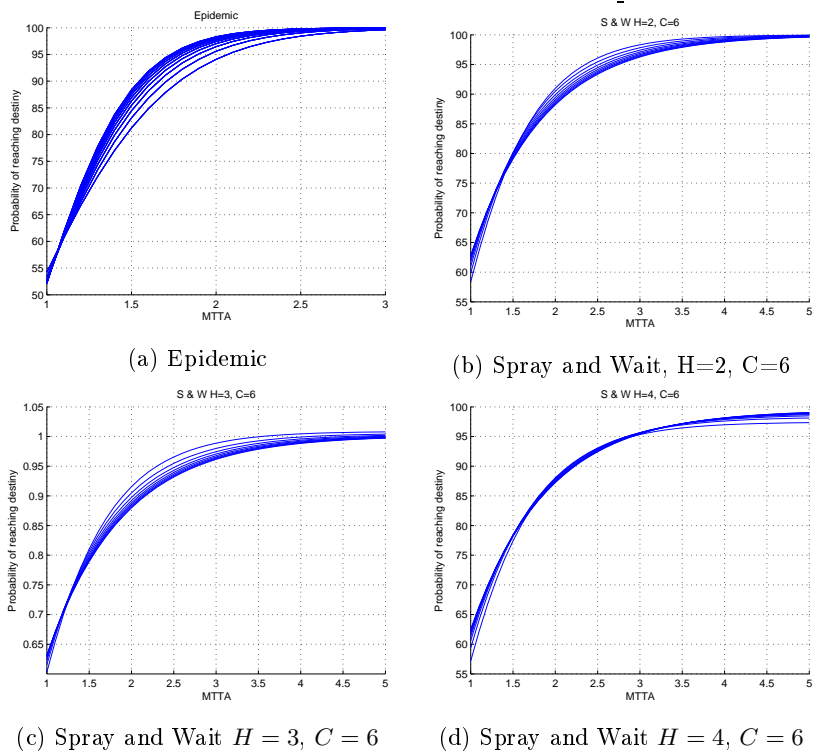 Epidemic
100
95
90
85
80
75
70
65
60
55
50
Probability of reaching destiny
1 1.5 2 2.5 3
MTTA
(a) Epidemic
S & W H=2, C=6
100
95
90
85
80
75
70
65
60
55
Probability of reaching destiny
1 1.5 2 2.5 3 3.5 4 4.5 5
MTTA
(b) Spray and Wait, H=2, C=6
S & W H=3, C=6
1.05
1
0.95
0.9
0.85
0.8
0.75
0.7
0.65
Probability of reaching destiny
1 1.5 2 2.5 3 3.5 4 4.5 5
MTTA
(c) Spray and Wait H = 3, C = 6
S & W H=4, C=6
100
95
90
85
80
75
70
65
60
55
Probability of reaching destiny
1 1.5 2 2.5 3 3.5 4 4.5 5
MTTA
(d) Spray and Wait H = 4, C = 6